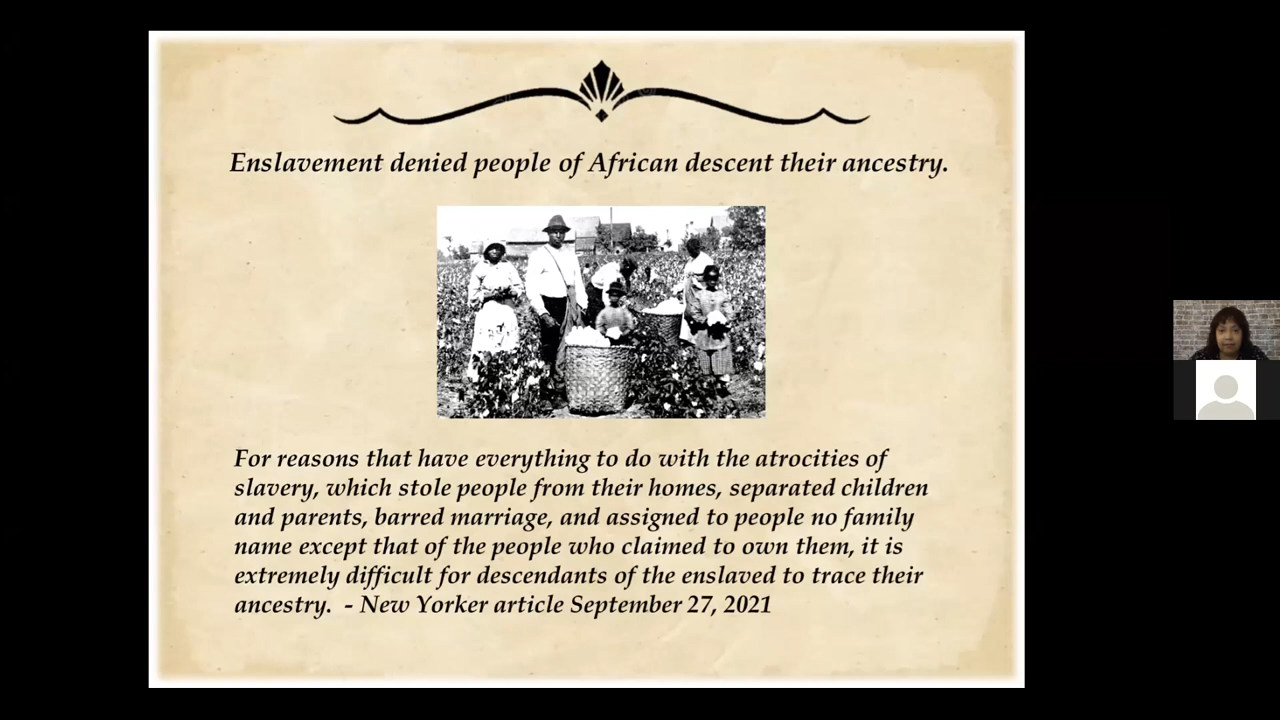 Enslavement denied people of African descent their ancestry.
For reasons that have everything to do with the atrocities of
slavery, which stole people from their homes, separated children
and parents, barred marriage, and assigned to people no family
name except that of the people who claimed to own them, it is
extremely difficult for descendants of the enslaved to trace their
ancestry.  - New Yorker article September 27, 2021